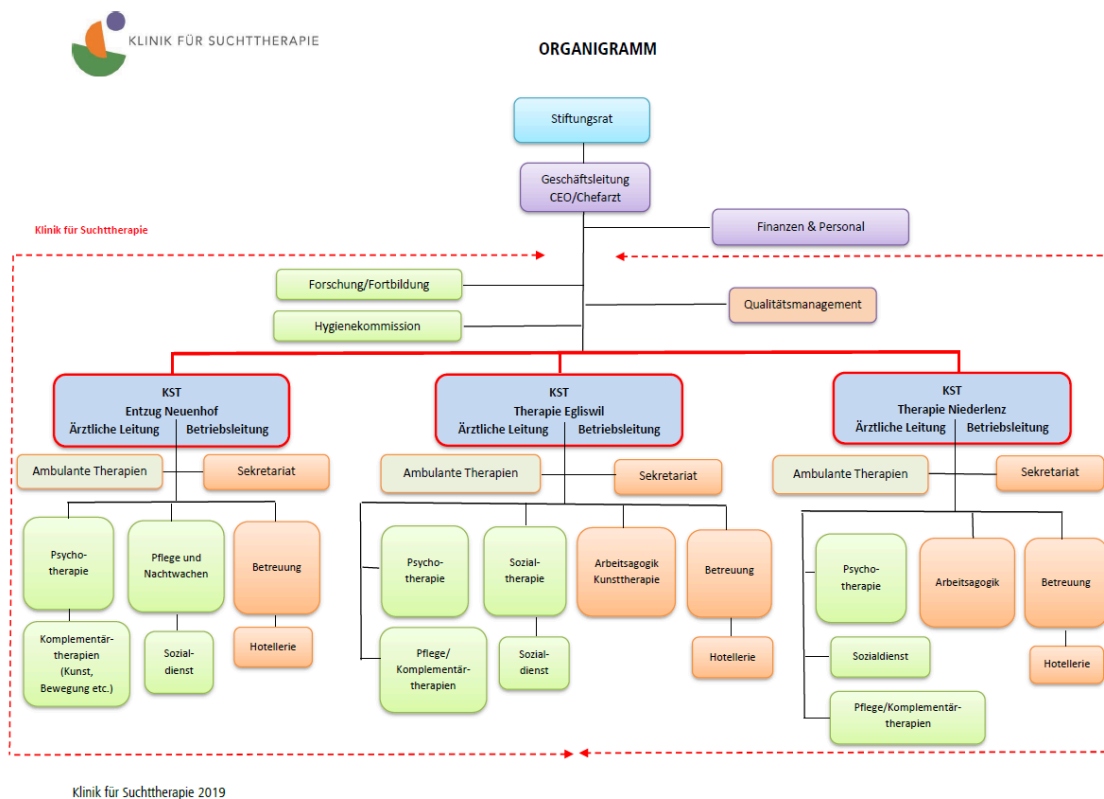 KLINIK FÜR SUCHTTHERAPIE
ORGANIGRAMM
Stiftungsrat
Geschäftsleitung
CEO/Chefarzt
Klinik für Suchttherapie
Finanzen & Personal
Forschung/Fortbildung
Qualitätsmanagement
Hygienekommission
KST
Entzug Neuenhof
Ärztliche Leitung Betriebsleitung
KST
Therapie Egliswil
Ärztliche Leitung Betriebsleitung
KST
Therapie Niederlenz
Ärztliche Leitung Betriebsleitung
Ambulante Therapien
Sekretariat
Ambulante Therapien
Sekretariat
Ambulante Therapien
Sekretariat
Psycho-
therapie
Pflege und
Nachtwachen
Betreuung
Komplementär-
therapien
(Kunst,
Bewegung etc.)
Sozial-
dienst
Hotellerie
Psycho-
therapie
Sozial-
therapie
Arbeitsagogik
Kunsttherapie
Betreuung
Pflege/
Komplementär-
therapien
Sozial-
dienst
Hotellerie
Psycho-
therapie
Arbeitsagogik
Betreuung
Sozialdienst
Hotellerie
Pflege/Komplementär-
therapien
Klinik für Suchttherapie 2019